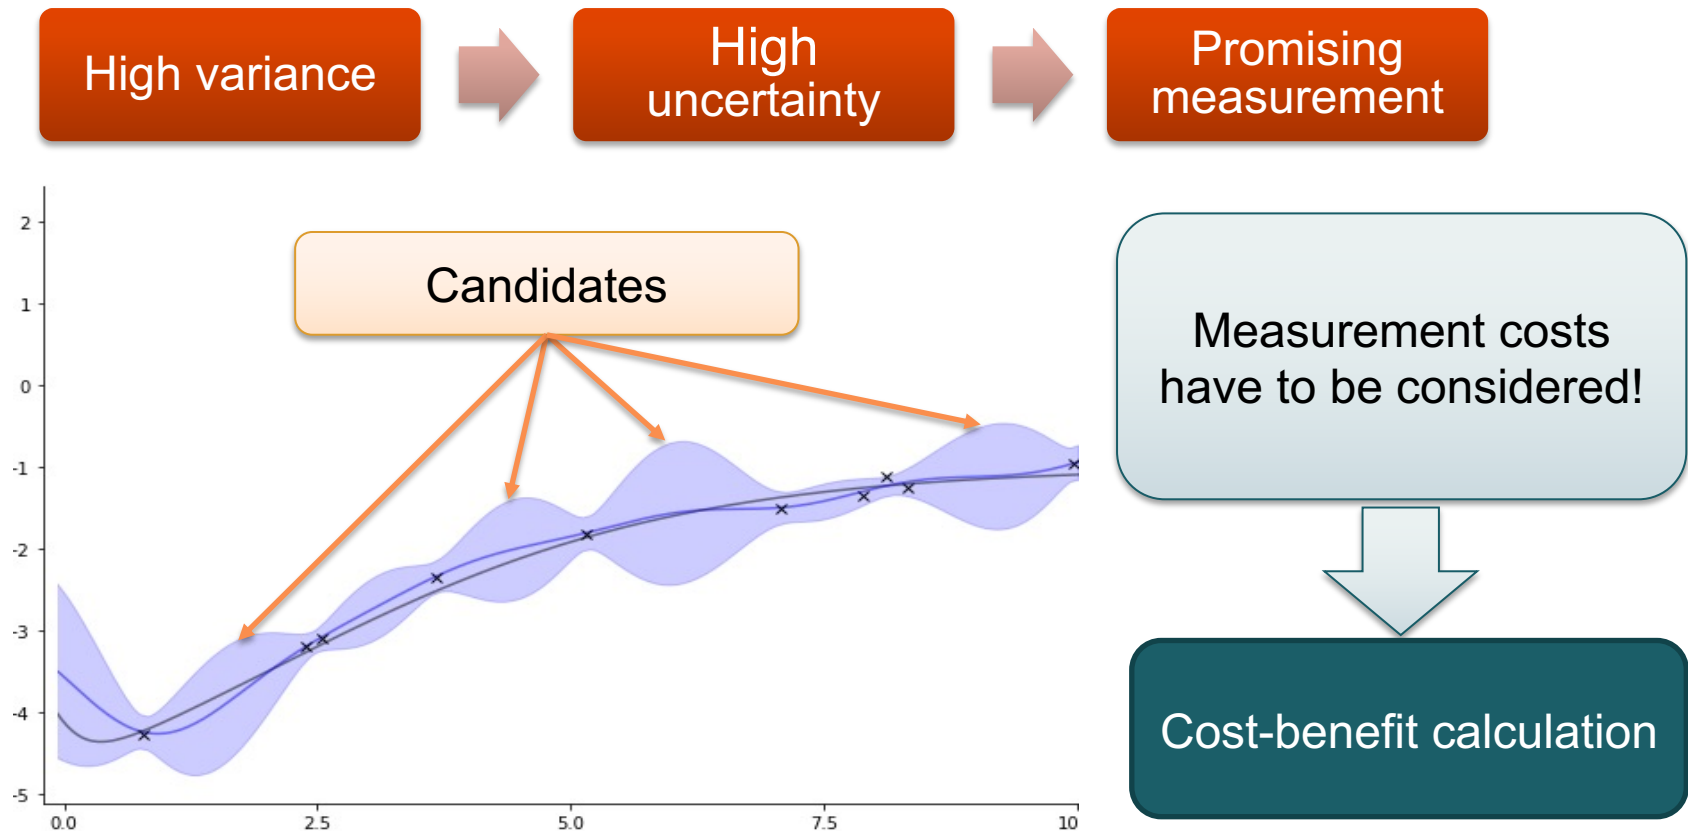 High variance
High
uncertainty
Promising
measurement
Candidates
Measurement costs
have to be considered!
Cost-benefit calculation
2
1
0
-1
-2
-3
-4
-5
0.0 2.5 5.0 7.5 10